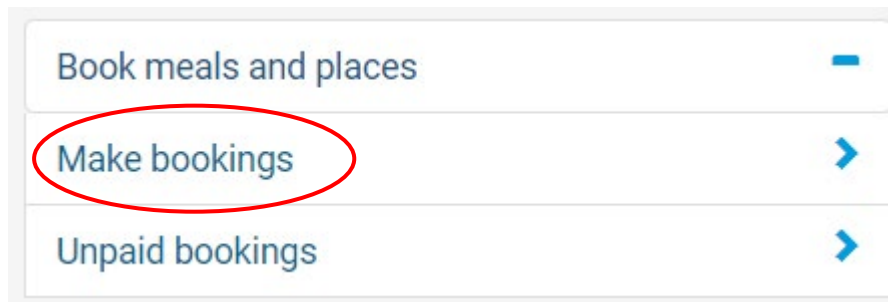 Book meals and places
Make bookings
Unpaid bookings